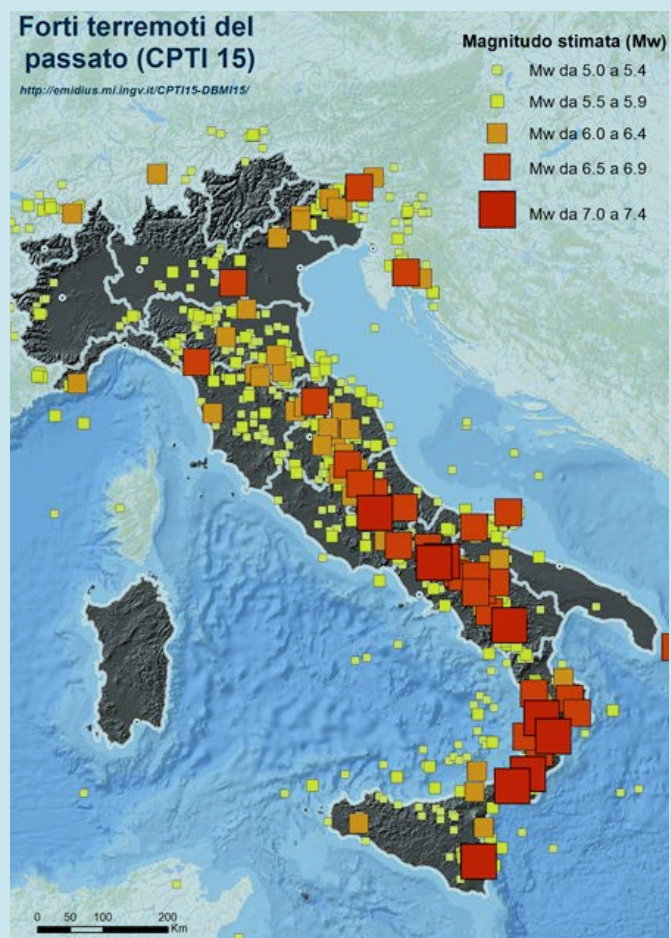 Forti terremoti del
passato (CPTI 15)
http://emidius.mi.ingv.it/CPTI15-DBMI15/
Magnitudo stimata (Mw)
Mw da 5.0 a 5.4
Mw da 5.5 a 5.9
Mw da 6.0 a 6.4
Mw da 6.5 a 6.9
Mw da 7.0 a 7.4
0 50 100 200
Km